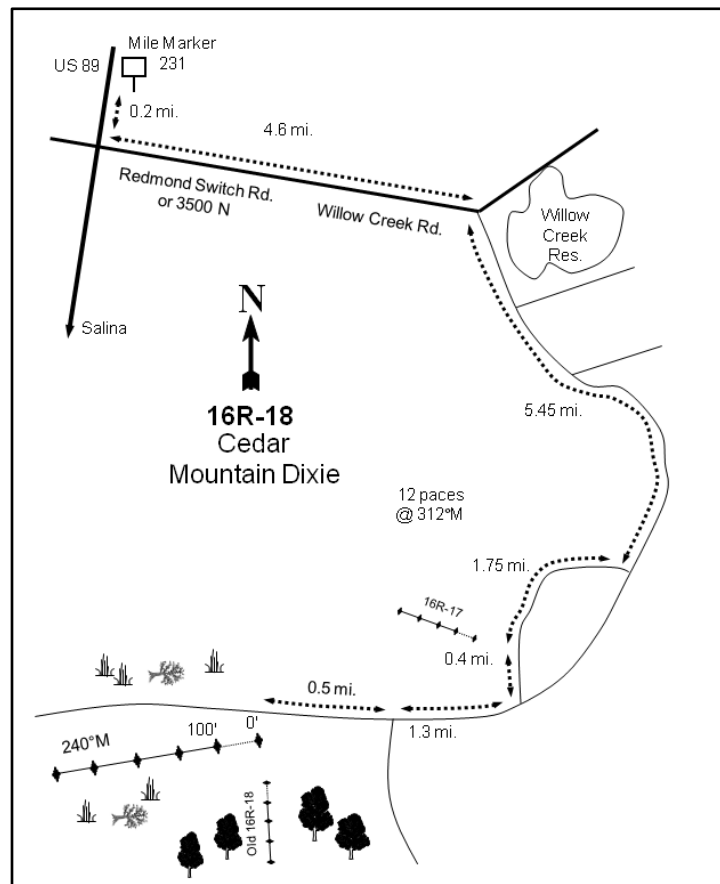 Mile Marker
231
US 89
0.2 mi.
4.6 mi.
Redmond Switch Rd.
or 3500 N
Willow Creek Rd.
Willow
Creek
Res.
Salina
N
16R-18
Cedar
Mountain Dixie
5.45 mi.
12 paces
@ 312°M
1.75 mi.
16R-17
0.4 mi.
0.5 mi.
1.3 mi.
240°M
100'
0'
Old 16R-18